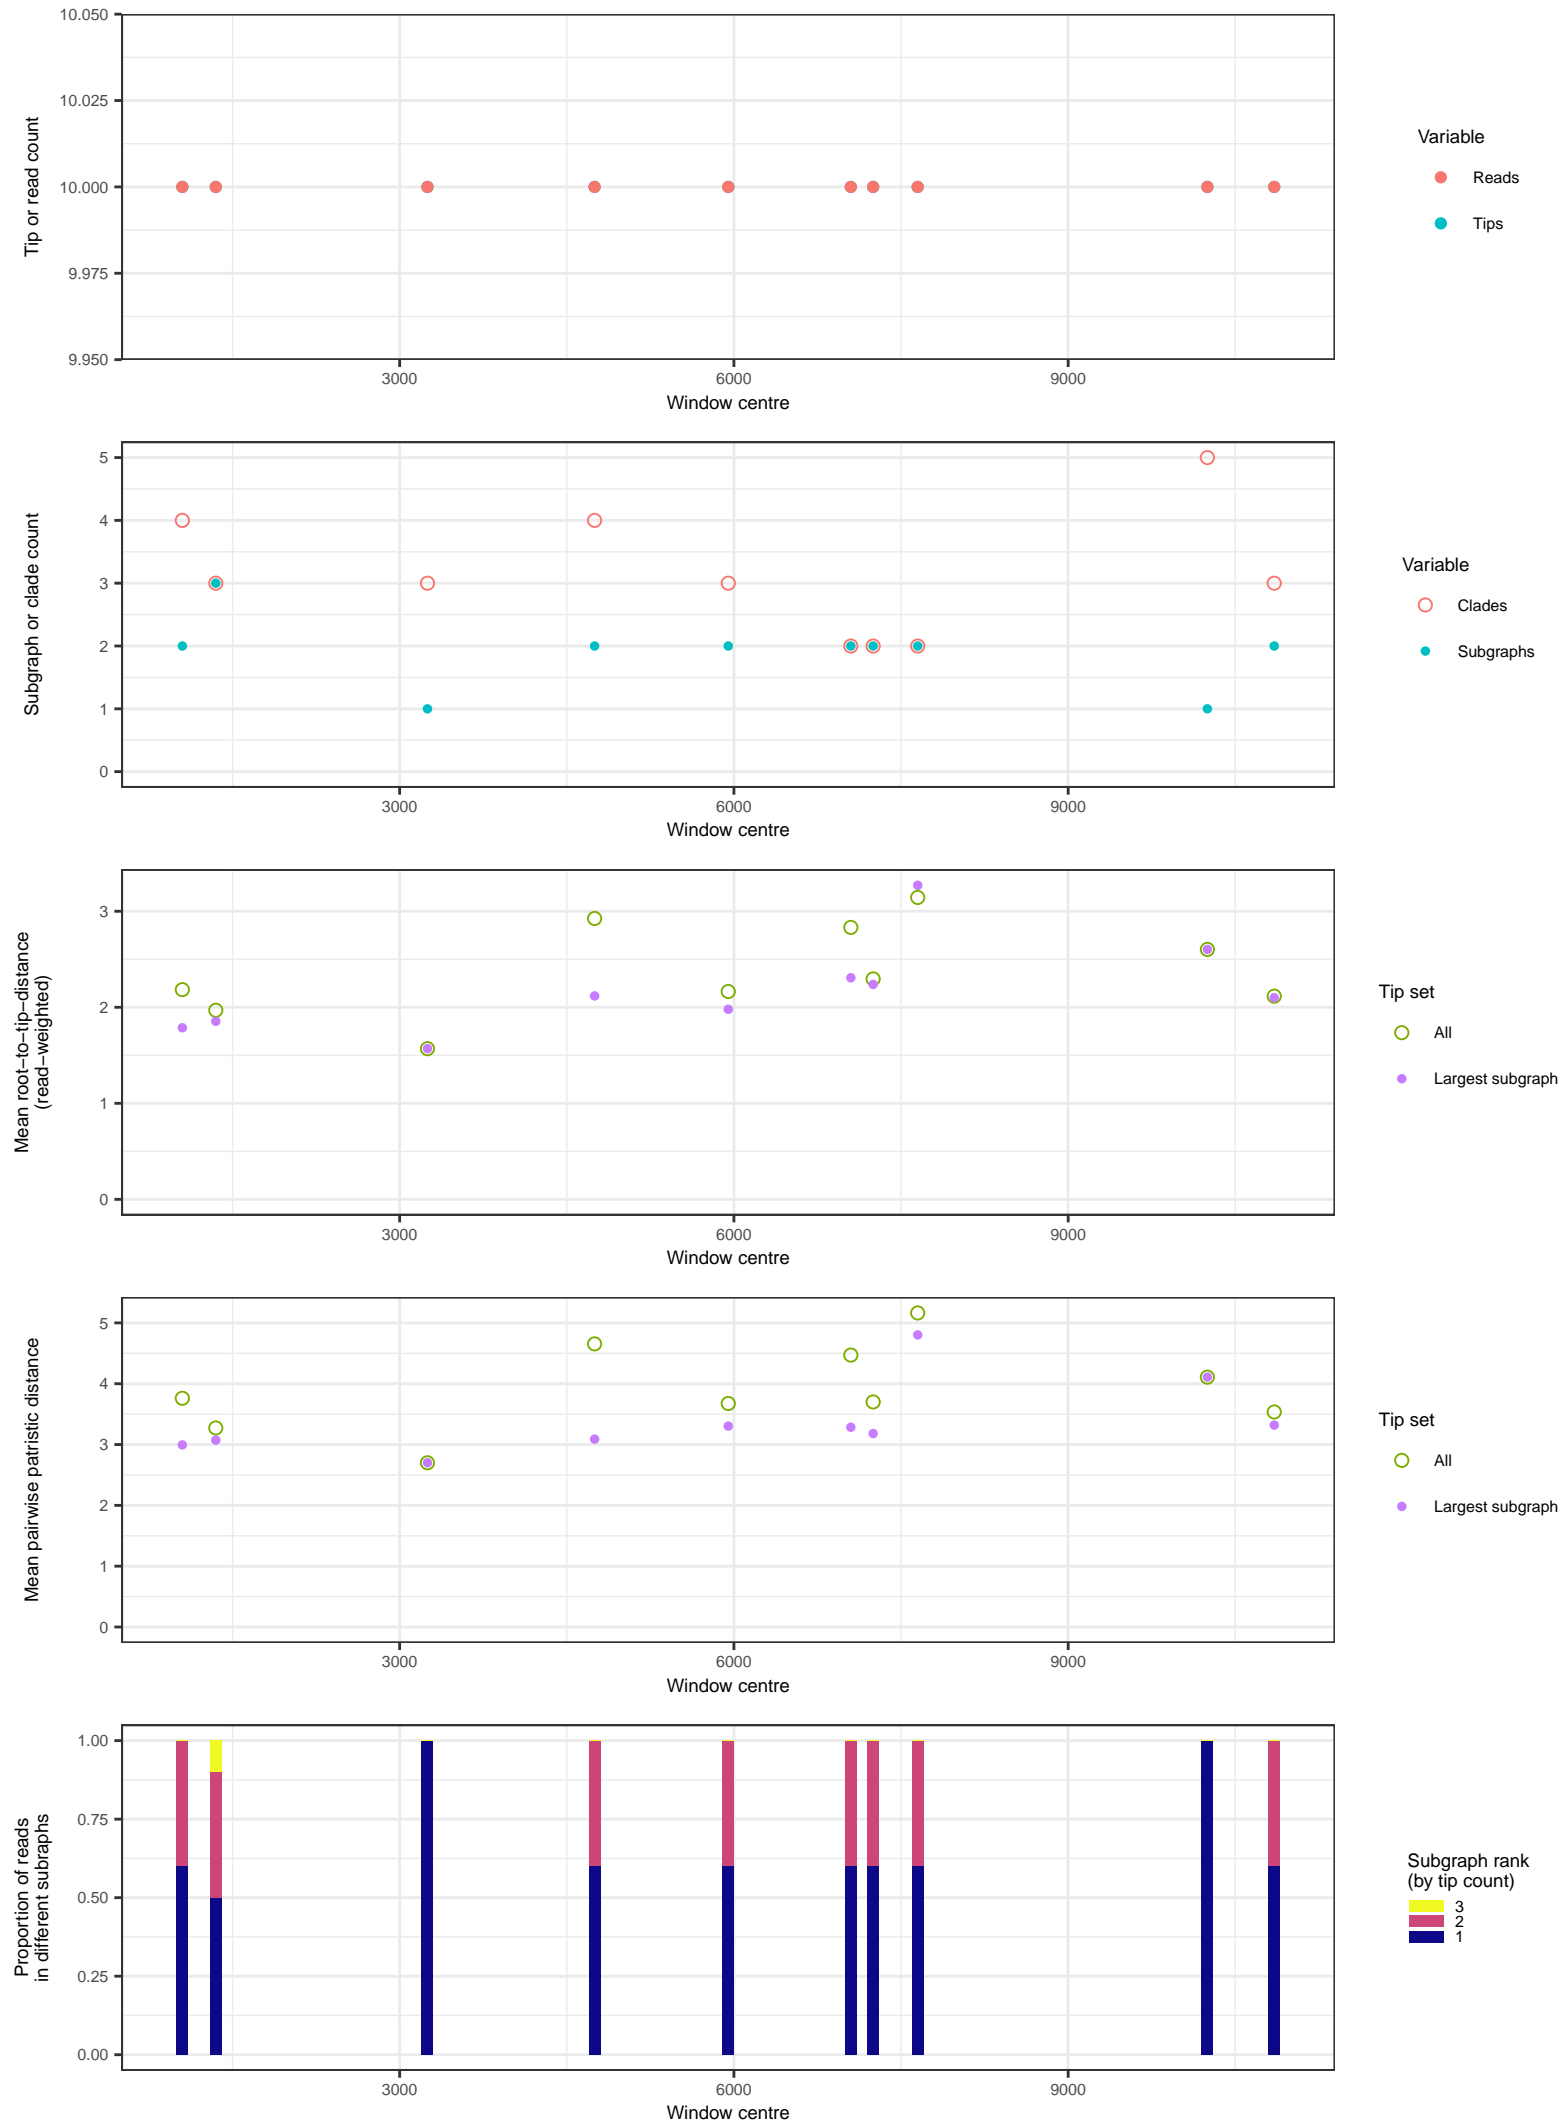 10.050
10.025
10.000
9.975
9.950
Tip or read count
3000 6000 9000
Window centre
Variable
Reads
Tips
5
4
3
2
1
0
Subgraph or clade count
3000 6000 9000
Window centre
Variable
Clades
Subgraphs
3
2
1
0
Mean root−to−tip−distance
(read−weighted)
3000 6000 9000
Window centre
Tip set
All
Largest subgraph
5
4
3
2
1
0
Mean pairwise patristic distance
3000 6000 9000
Window centre
Tip set
All
Largest subgraph
1.00
0.75
0.50
0.25
0.00
Proportion of reads
in different subraphs
3000 6000 9000
Window centre
Subgraph rank
(by tip count)
3
2
1